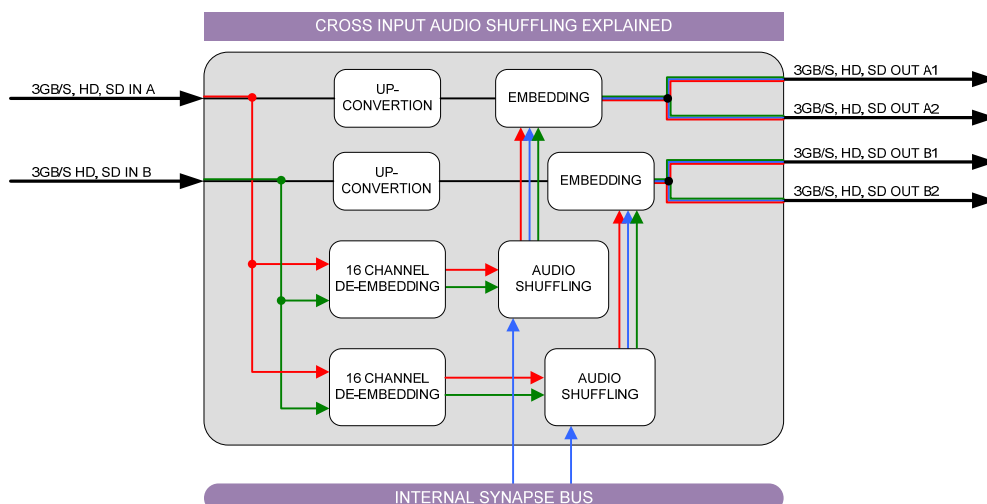 CROSS INPUT AUDIO SHUFFLING EXPLAINED
3GB/S, HD, SD IN A
UP-
CONVERTION
EMBEDDING
3GB/S, HD, SD OUT A1
3GB/S, HD, SD OUT A2
3GB/S HD, SD IN B
UP-
CONVERTION
EMBEDDING
3GB/S, HD, SD OUT B1
3GB/S, HD, SD OUT B2
16 CHANNEL
DE-EMBEDDING
AUDIO
SHUFFLING
16 CHANNEL
DE-EMBEDDING
AUDIO
SHUFFLING
INTERNAL SYNAPSE BUS